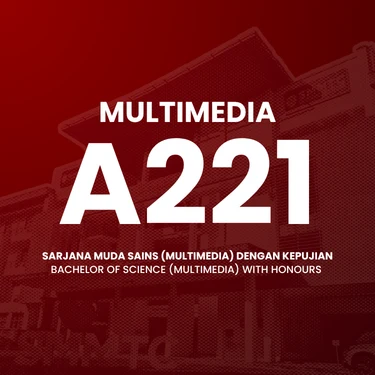 MULTIMEDIA
A221
SARJANA MUDA SAINS (MULTIMEDIA) DENGAN KEPUJIAN
BACHELOR OF SCIENCE (MULTIMEDIA) WITH HONOURS